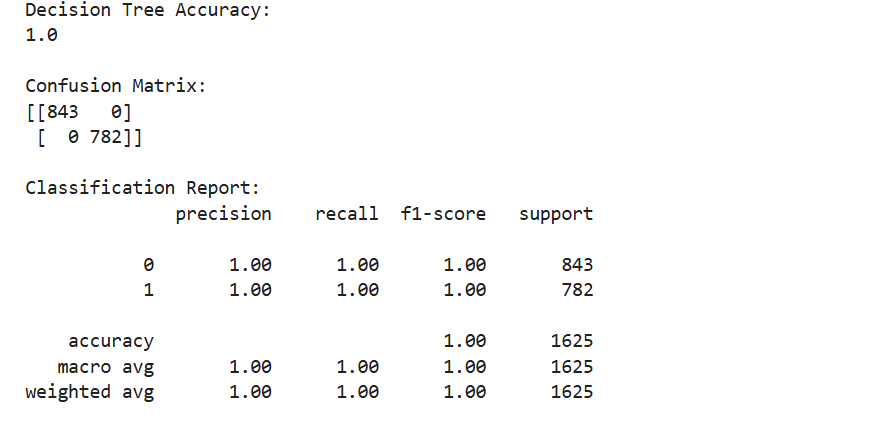 Decision Tree Accuracy:
1.0
Confusion Matrix:
[[843   0]
 [  0 782]]
Classification Report:
              precision    recall  f1-score   support
           0       1.00      1.00      1.00       843
           1       1.00      1.00      1.00       782
    accuracy                           1.00      1625
   macro avg       1.00      1.00      1.00      1625
weighted avg       1.00      1.00      1.00      1625